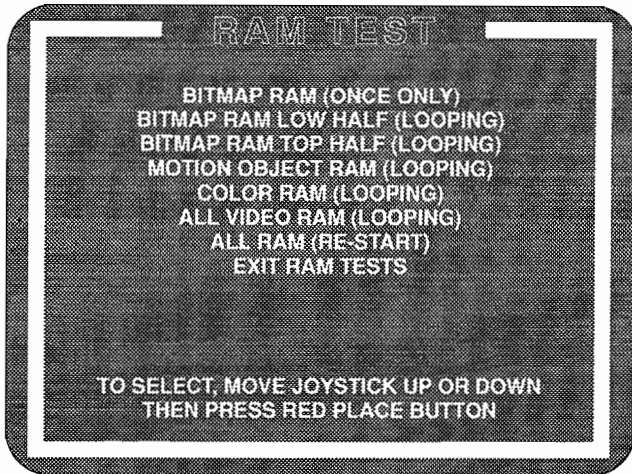 RAM TEST
BITMAP RAM (ONCE ONLY)
BITMAP RAM LOW HALF (LOOPING)
BITMAP RAM TOP HALF (LOOPING)
MOTION OBJECT RAM (LOOPING)
COLOR RAM (LOOPING)
ALL VIDEO RAM (LOOPING)
ALL RAM (RE-START)
EXIT RAM TESTS
TO SELECT, MOVE JOYSTICK UP OR DOWN
THEN PRESS RED PLACE BUTTON